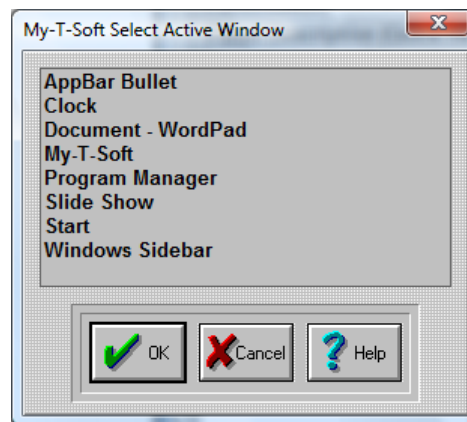 My-T-Soft Select Active Window
AppBar Bullet
Clock
Document - WordPad
My-T-Soft
Program Manager
Slide Show
Start
Windows Sidebar
OK Cancel Help